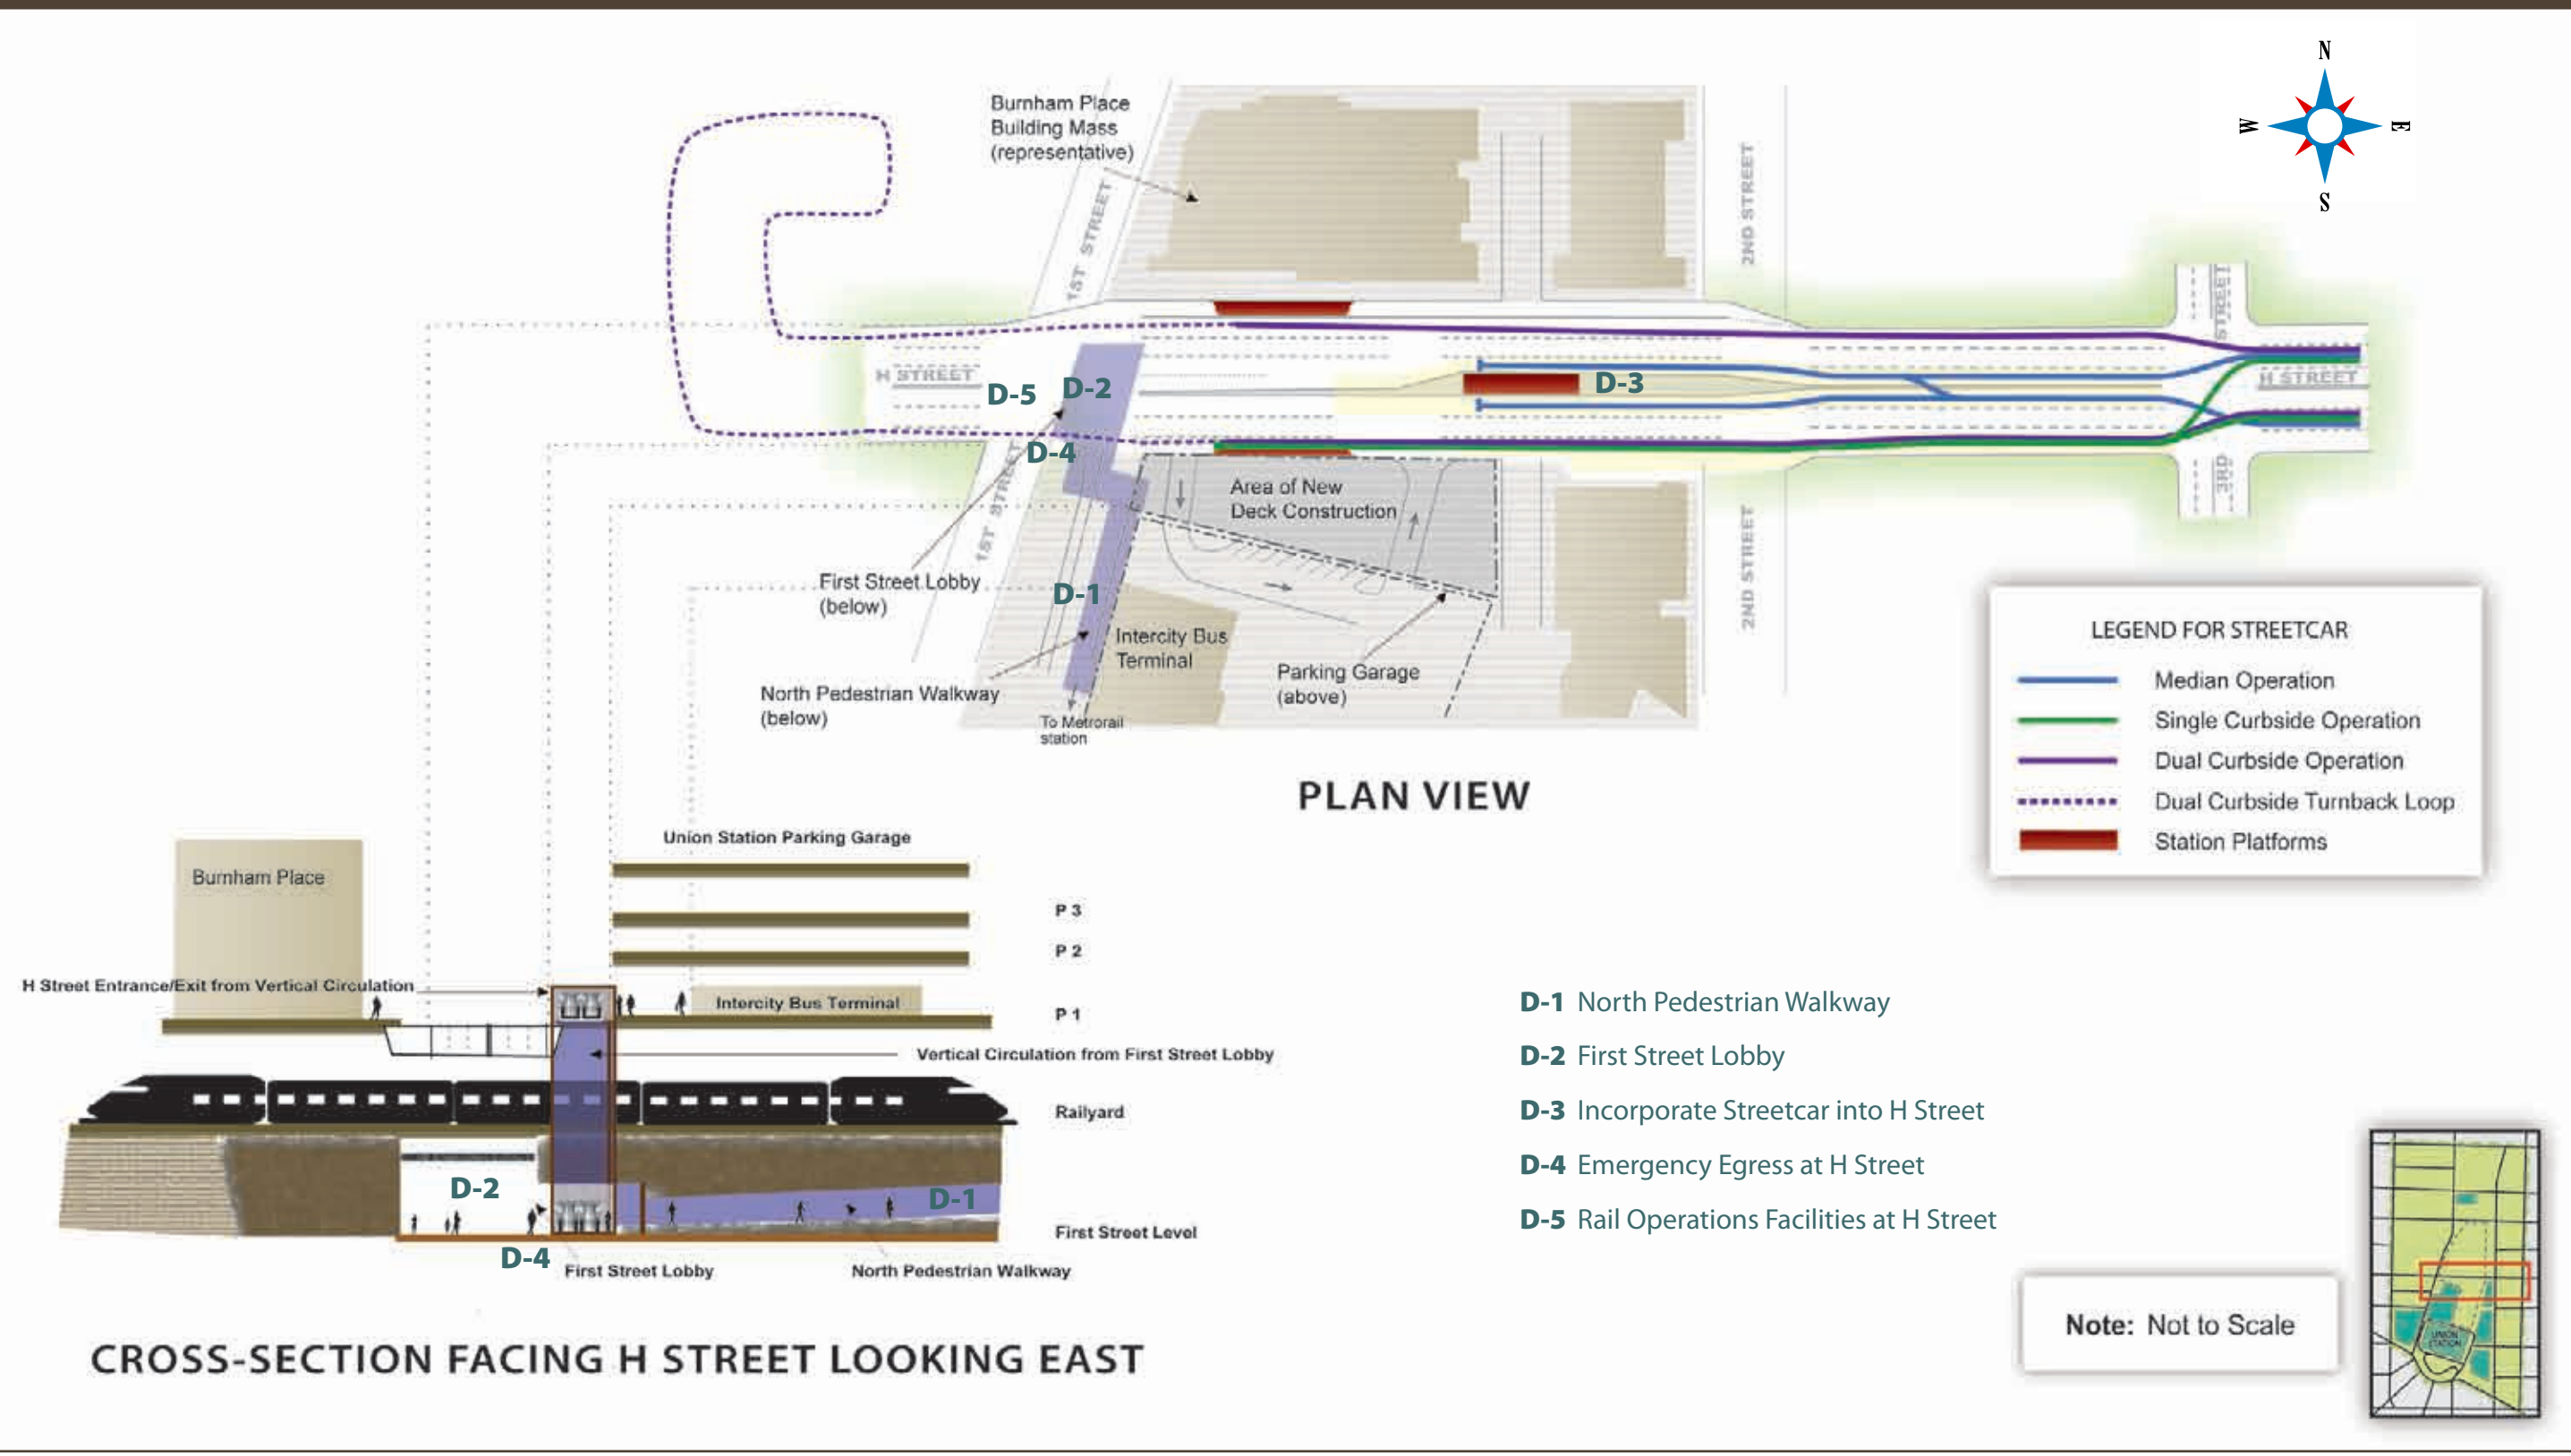 N
W
E
S
Burnham Place
Building Mass
(representative)
1ST STREET
2ND STREET
STREET
H STREET
D-5
D-2
D-3
H STREET
D-4
1ST STREET
Area of New
Deck Construction
3RD
2ND STREET
First Street Lobby
(below)
D-1
Intercity Bus
Terminal
Parking Garage
(above)
North Pedestrian Walkway
(below)
To Metrorail
station
PLAN VIEW
LEGEND FOR STREETCAR
Median Operation
Single Curbside Operation
Dual Curbside Operation
Dual Curbside Turnback Loop
Station Platforms
Union Station Parking Garage
Burnham Place
P 3
P 2
H Street Entrance/Exit from Vertical Circulation
Intercity Bus Terminal
P 1
Vertical Circulation from First Street Lobby
Railyard
D-2
D-1
First Street Level
D-4
First Street Lobby
North Pedestrian Walkway
CROSS-SECTION FACING H STREET LOOKING EAST
D-1 North Pedestrian Walkway
D-2 First Street Lobby
D-3 Incorporate Streetcar into H Street
D-4 Emergency Egress at H Street
D-5 Rail Operations Facilities at H Street
Note: Not to Scale
UNION
STATION